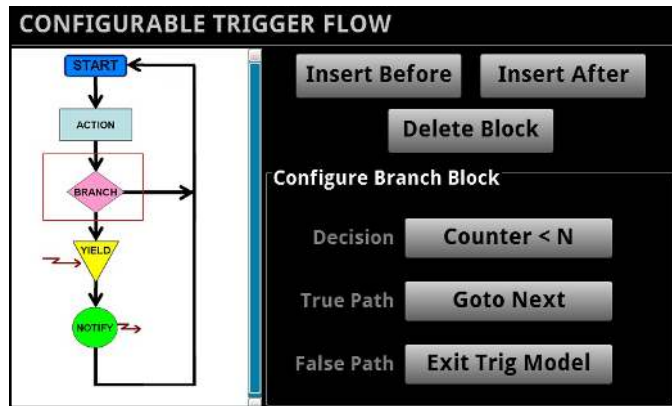 CONFIGURABLE TRIGGER FLOW
START
ACTION
BRANCH
YIELD
NOTIFY
Insert Before
Insert After
Delete Block
Configure Branch Block
Decision
Counter < N
True Path
Goto Next
False Path
Exit Trig Model